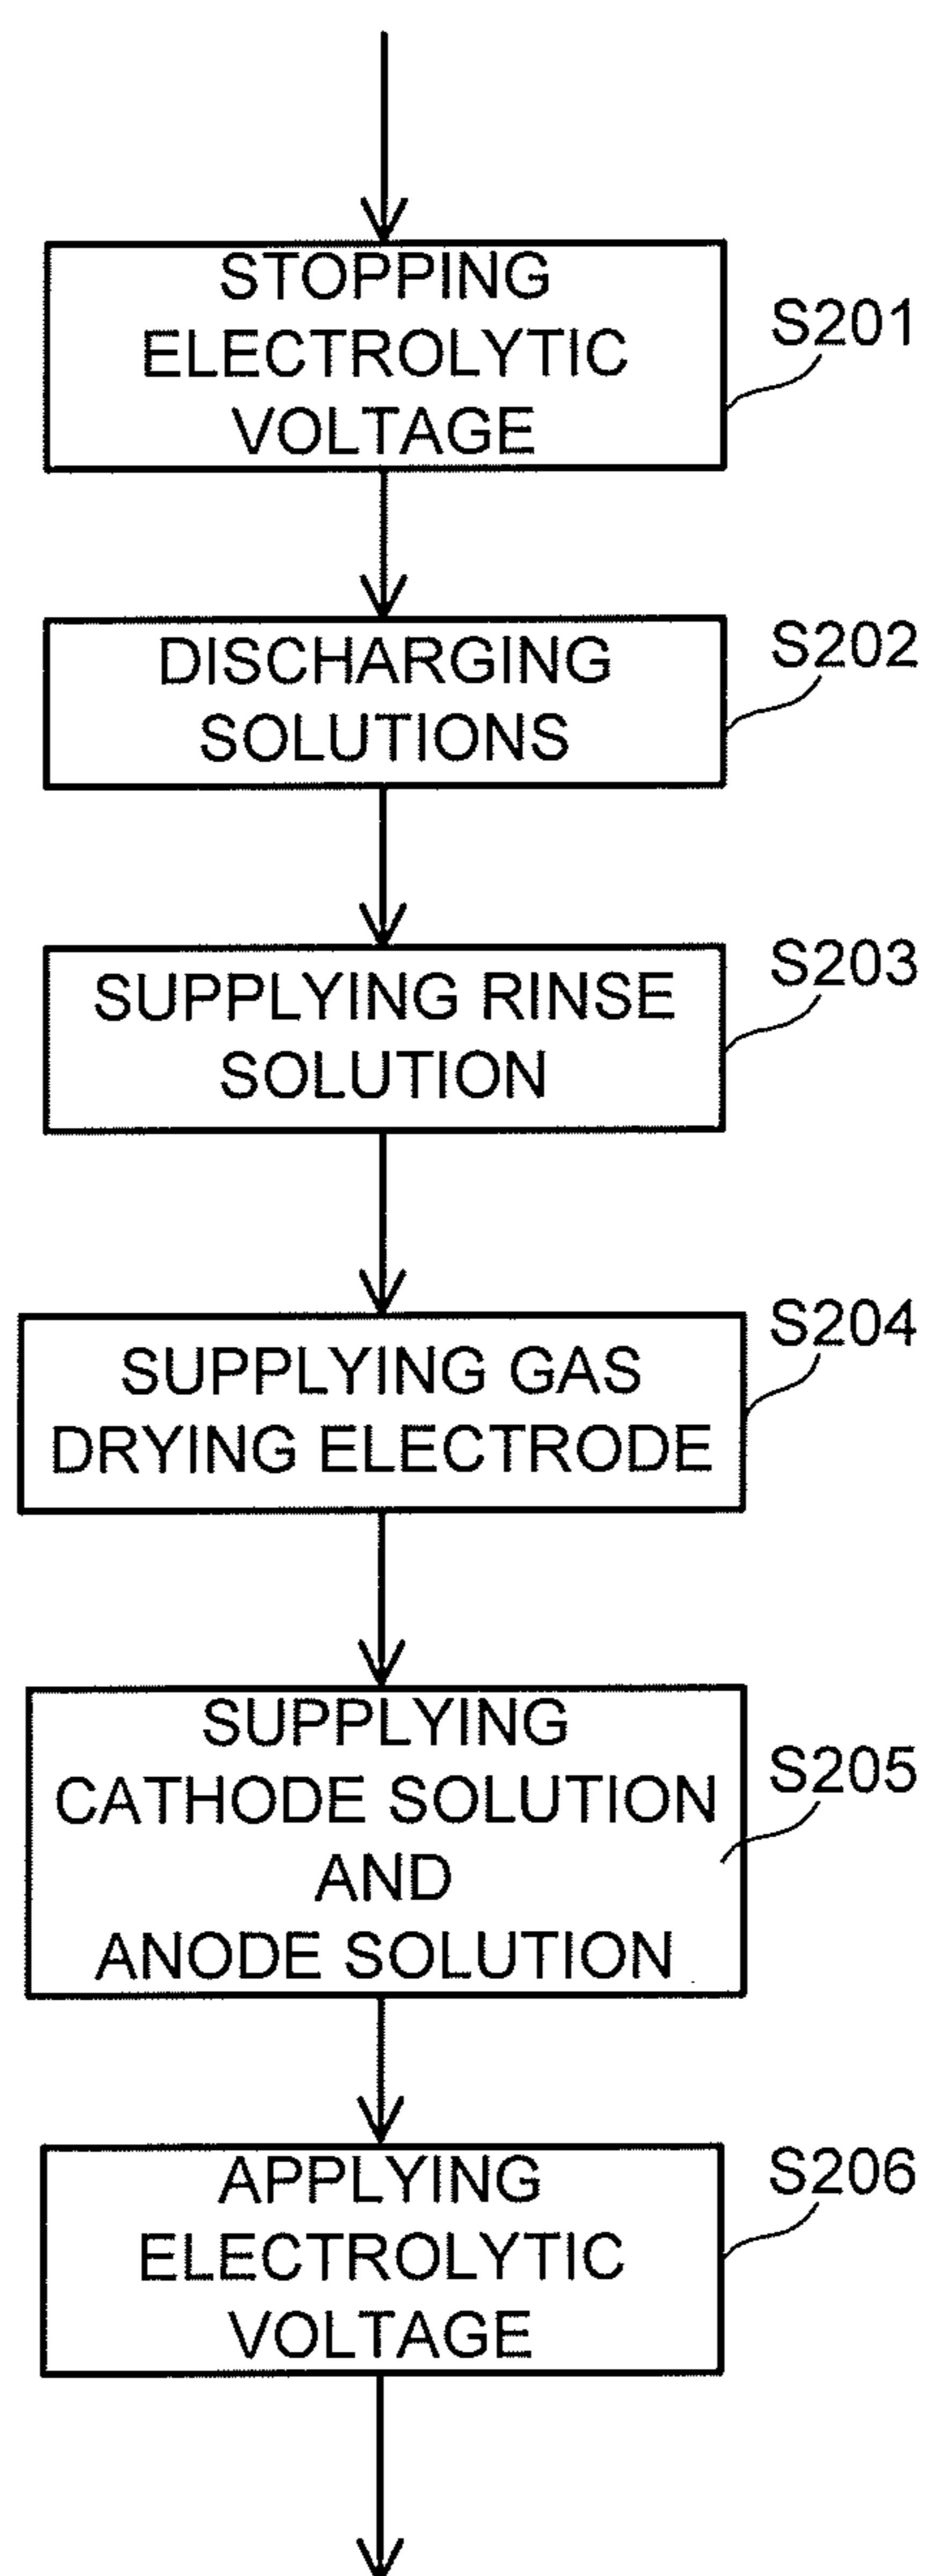 STOPPING
ELECTROLYTIC
VOLTAGE
S201
DISCHARGING
SOLUTIONS
S202
SUPPLYING RINSE
SOLUTION
S203
SUPPLYING GAS
DRYING ELECTRODE
S204
SUPPLYING
CATHODE SOLUTION
AND
ANODE SOLUTION
S205
APPLYING
ELECTROLYTIC
VOLTAGE
S206